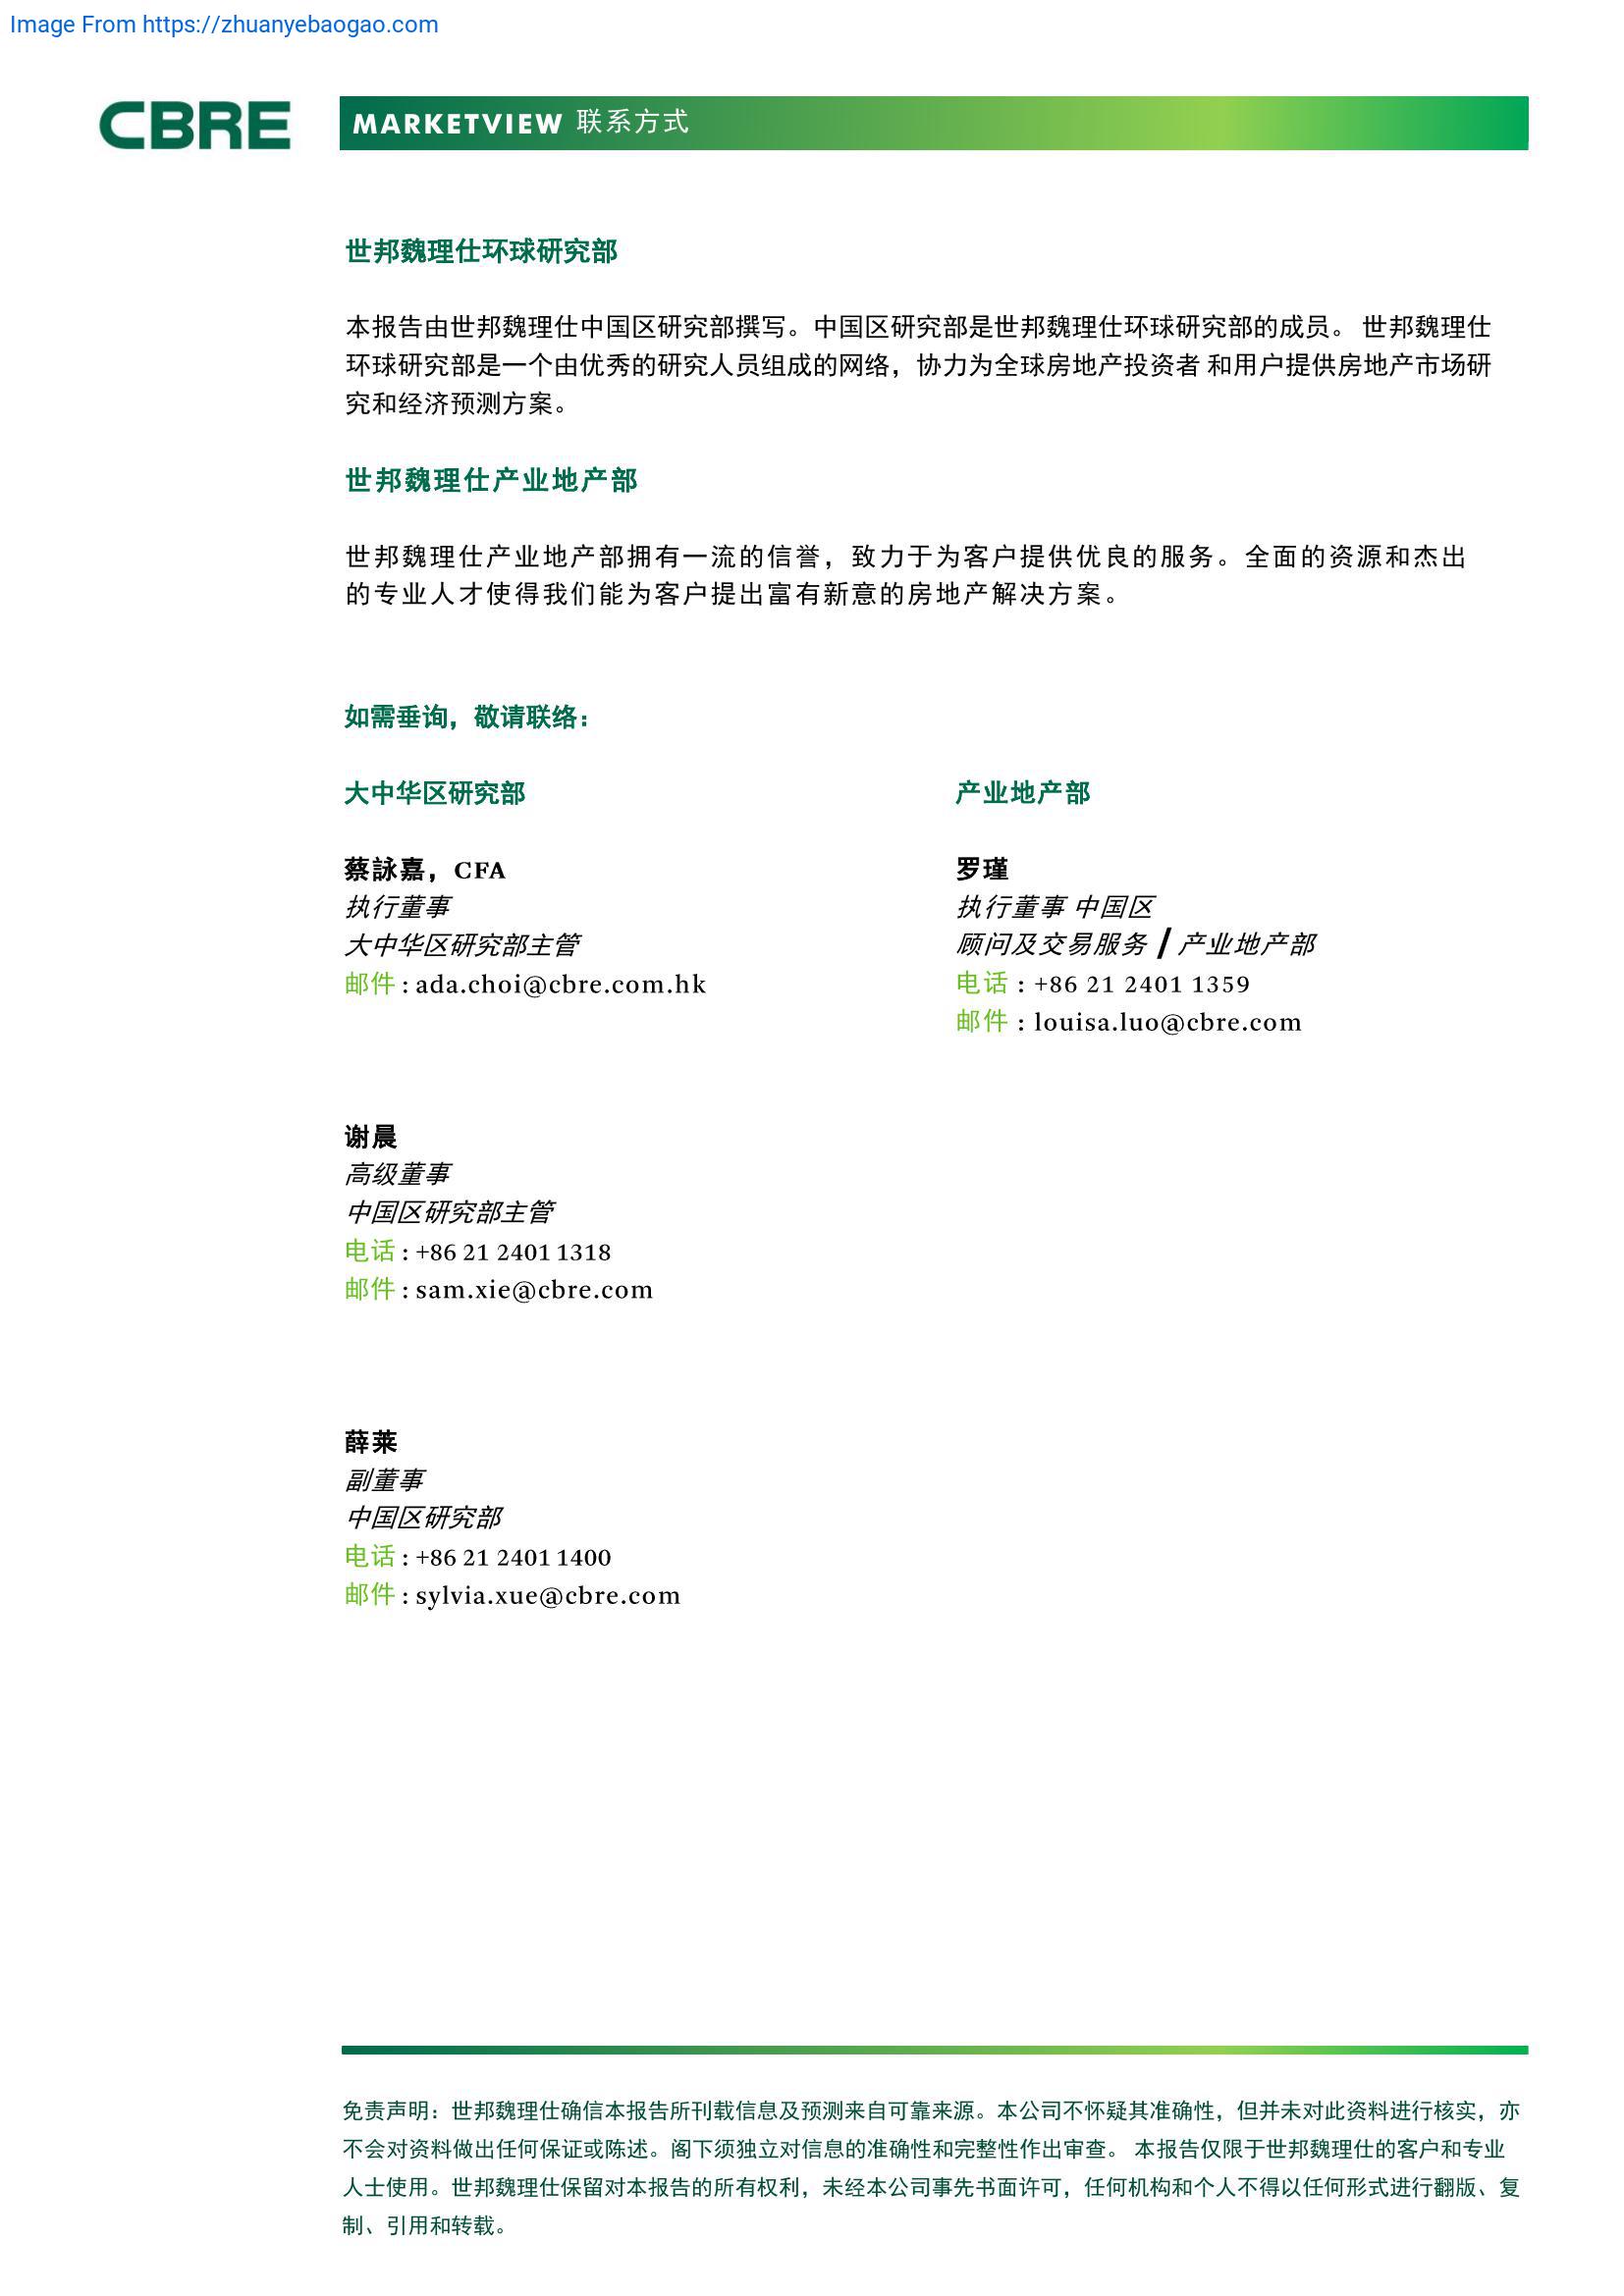 Image From https://zhuanyebaogao.com
CBRE
MARKETVIEW 联系方式
世邦魏理仕环球研究部
本报告由世邦魏理仕中国区研究部撰写。中国区研究部是世邦魏理仕环球研究部的成员。 世邦魏理仕
环球研究部是一个由优秀的研究人员组成的网络，协力为全球房地产投资者 和用户提供房地产市场研
究和经济预测方案。
世邦魏理仕产业地产部
世邦魏理仕产业地产部拥有一流的信誉，致力于为客户提供优良的服务。全面的资源和杰出
的专业人才使得我们能为客户提出富有新意的房地产解决方案。
如需垂询，敬请联络：
大中华区研究部
蔡詠嘉，CFA
执行董事
大中华区研究部主管
邮件 : ada.choi@cbre.com.hk
谢晨
高级董事
中国区研究部主管
电话 : +86 21 2401 1318
邮件 : sam.xie@cbre.com
薛莱
副董事
中国区研究部
电话 : +86 21 2401 1400
邮件 : sylvia.xue@cbre.com
产业地产部
罗瑾
执行董事 中国区
顾问及交易服务 / 产业地产部
电话 : +86 21 2401 1359
邮件 : louisa.luo@cbre.com
免责声明：世邦魏理仕确信本报告所刊载信息及预测来自可靠来源。本公司不怀疑其准确性，但并未对此资料进行核实，亦
不会对资料做出任何保证或陈述。阁下须独立对信息的准确性和完整性作出审查。 本报告仅限于世邦魏理仕的客户和专业
人士使用。世邦魏理仕保留对本报告的所有权利，未经本公司事先书面许可，任何机构和个人不得以任何形式进行翻版、复
制、引用和转载。